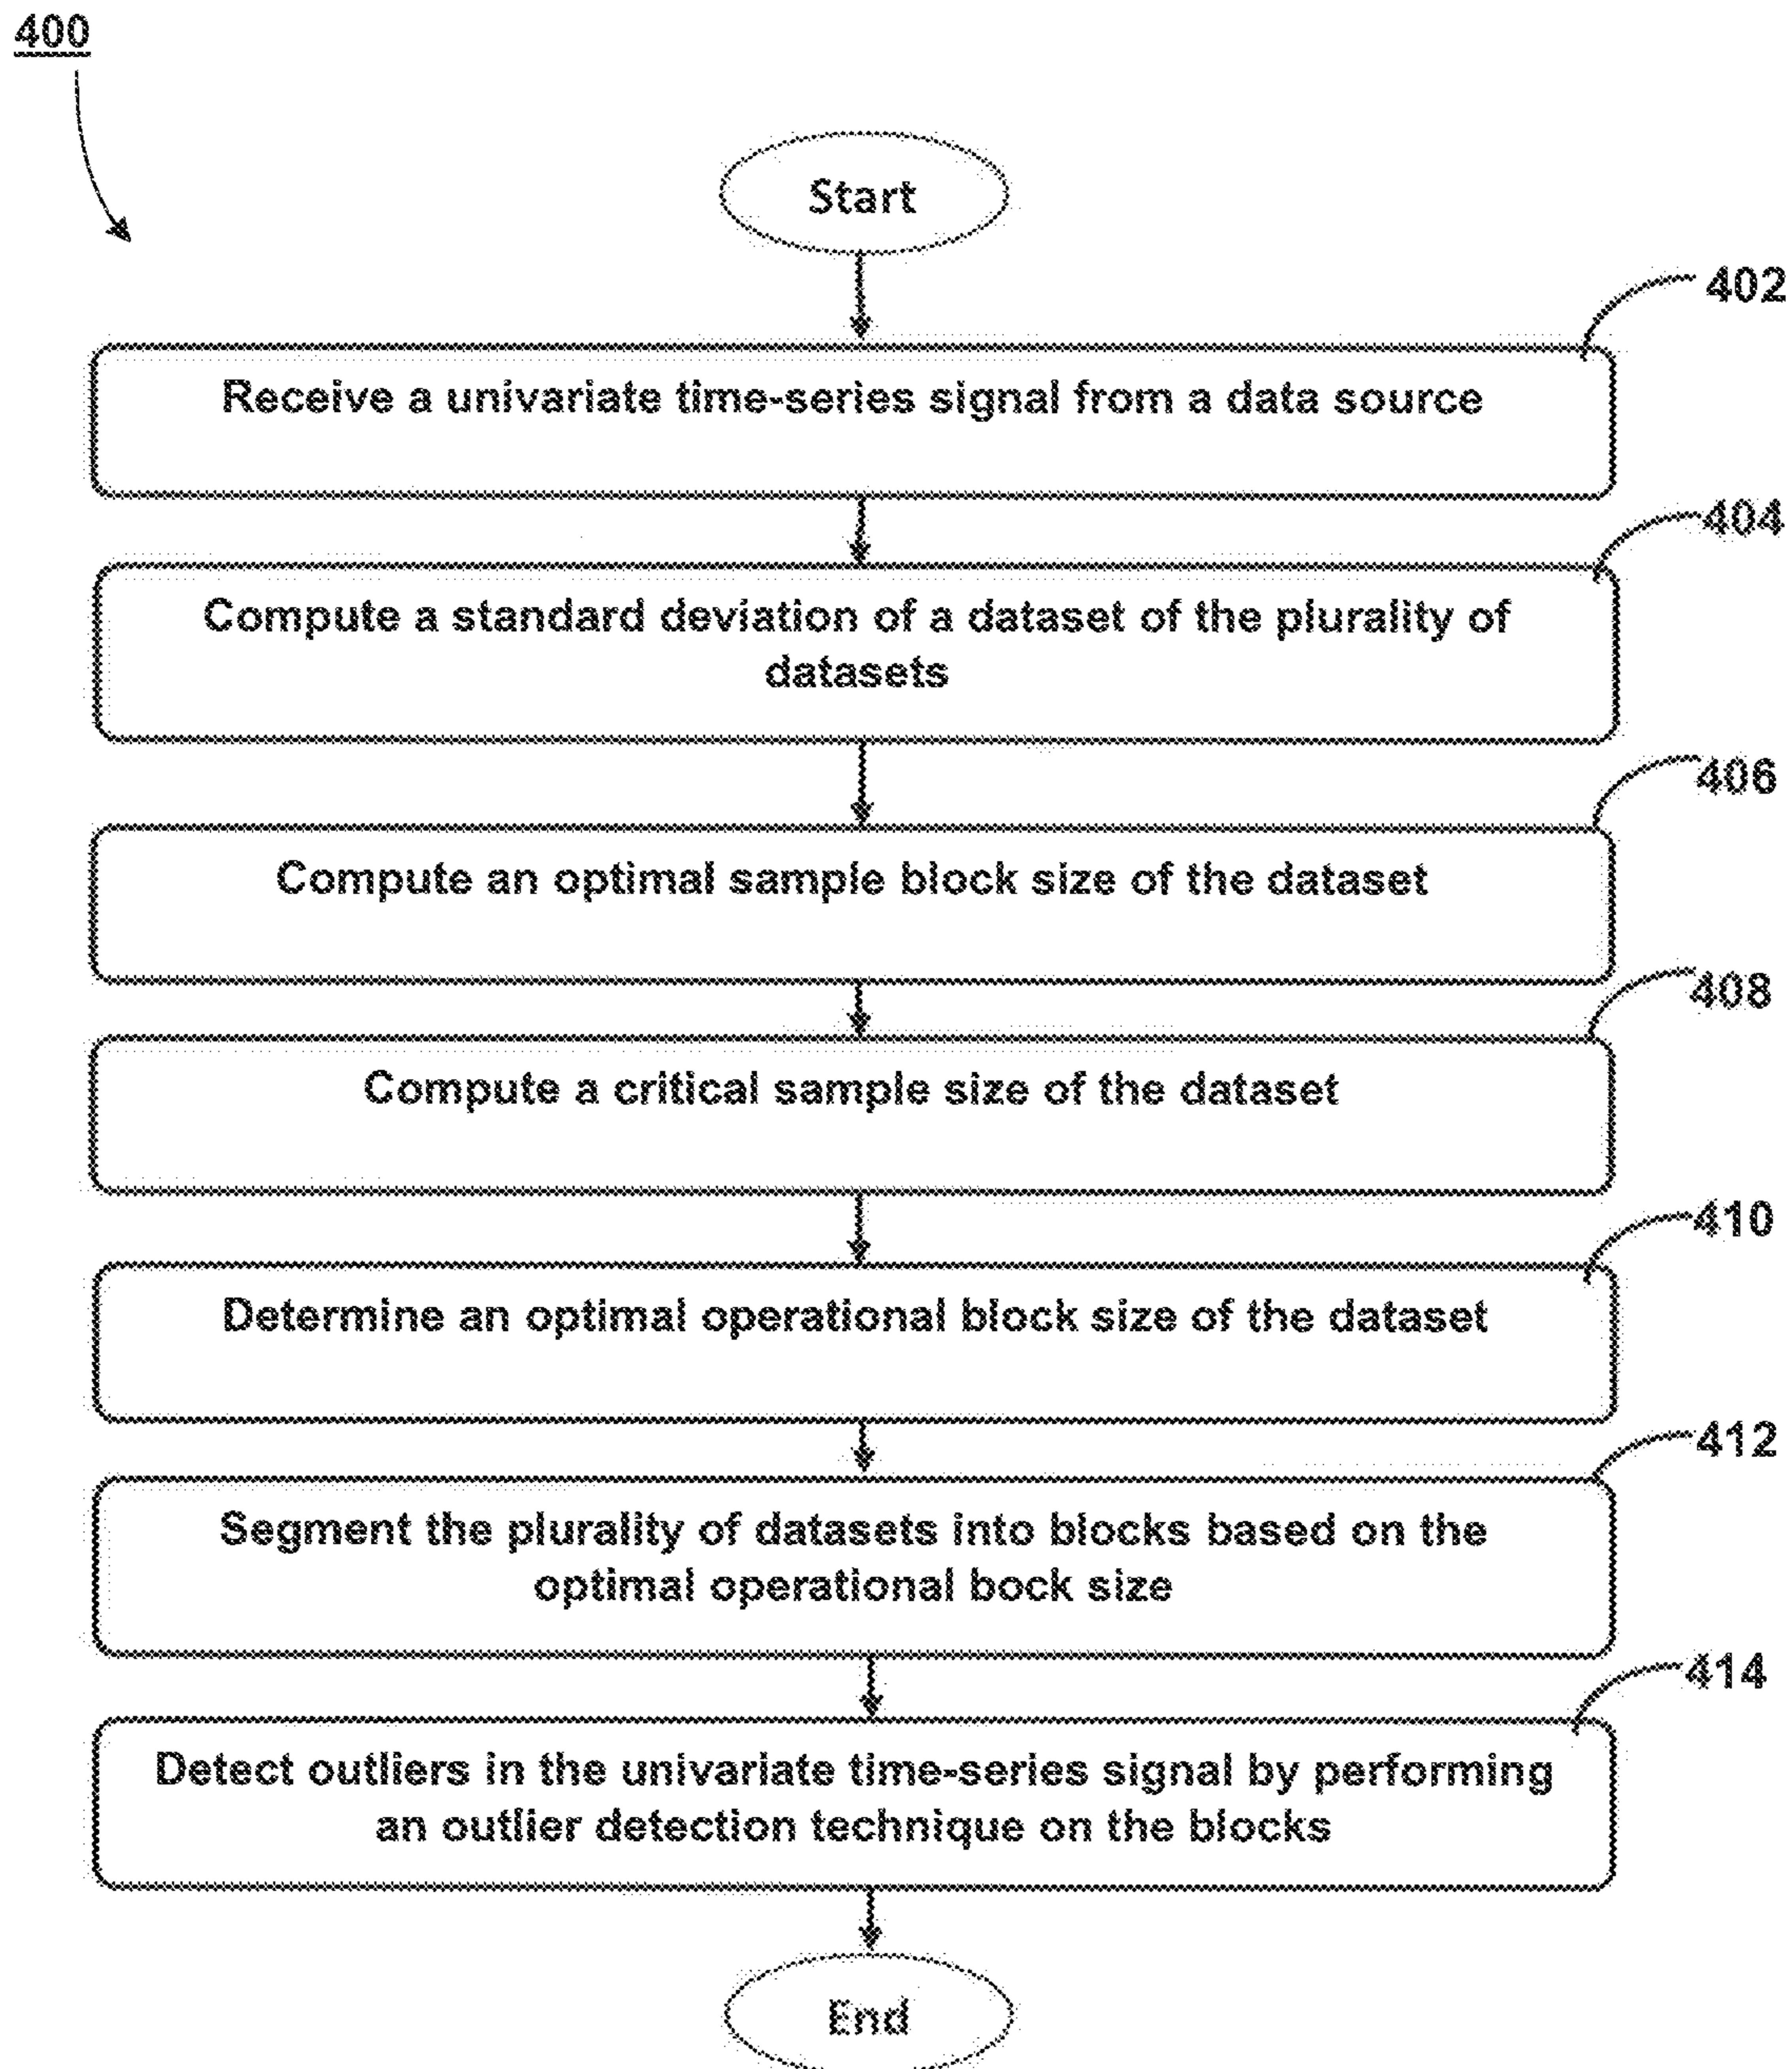 400
Start
402
Receive a univariate time-series signal from a data source
404
Compute a standard deviation of a dataset of the plurality of
datasets
406
Compute an optimal sample block size of the dataset
408
Compute a critical sample size of the dataset
410
Determine an optimal operational block size of the dataset
412
Segment the plurality of datasets into blocks based on the
optimal operational bock size
414
Detect outliers in the univariate time-series signal by performing
an outlier detection technique on the blocks
End